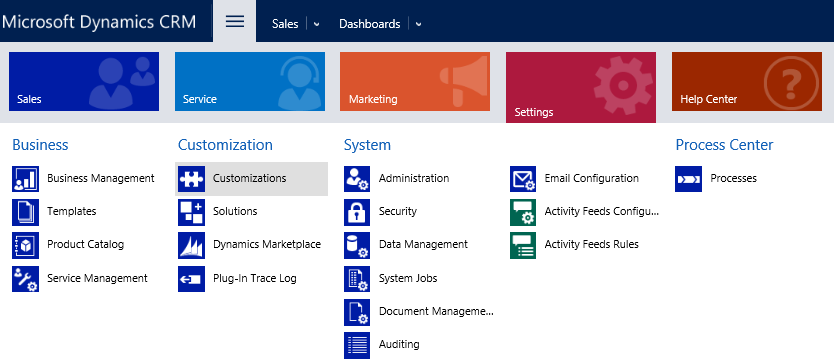 Microsoft Dynamics CRM Sales Dashboards
Sales Service Marketing Settings Help Center
Business Customization System Process Center
Business Management Customizations Administration Email Configuration Processes
Templates Solutions Security Activity Feeds Configu...
Product Catalog Dynamics Marketplace Data Management Activity Feeds Rules
Service Management Plug-In Trace Log System Jobs
Document Manageme...
Auditing